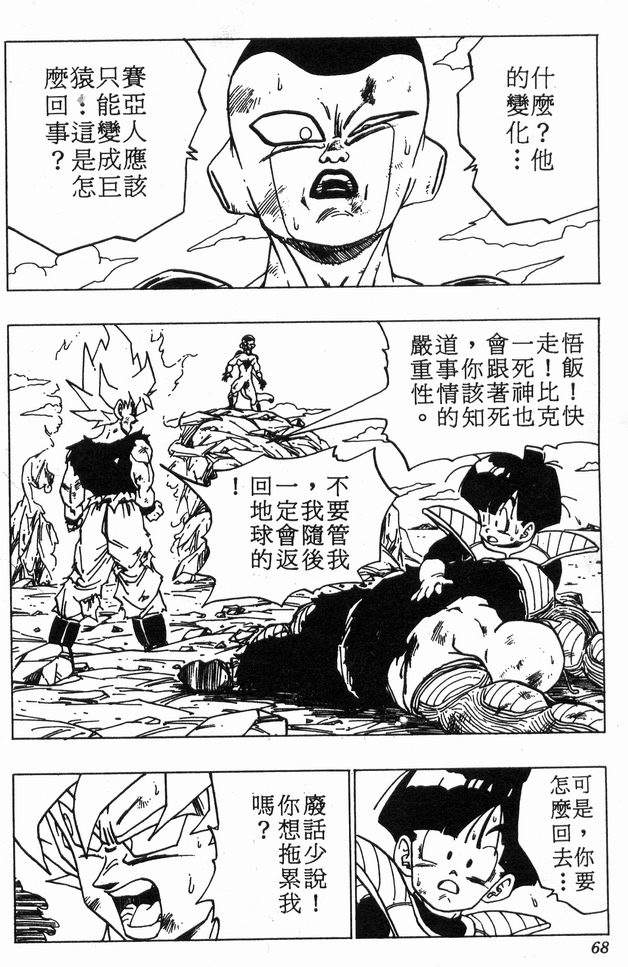 什麼?他
的變化…
賽亞人應該
只能變成巨
猿…這是怎
麼回事?
悟飯!快
走!比克
一死神也
會跟著死
,你該知
道事情的
嚴重性。
不要管我
,我隨後
一定會返
回地球的
!
可是,你要
怎麼回去…
廢話少說!
你想拖累我
嗎?
68